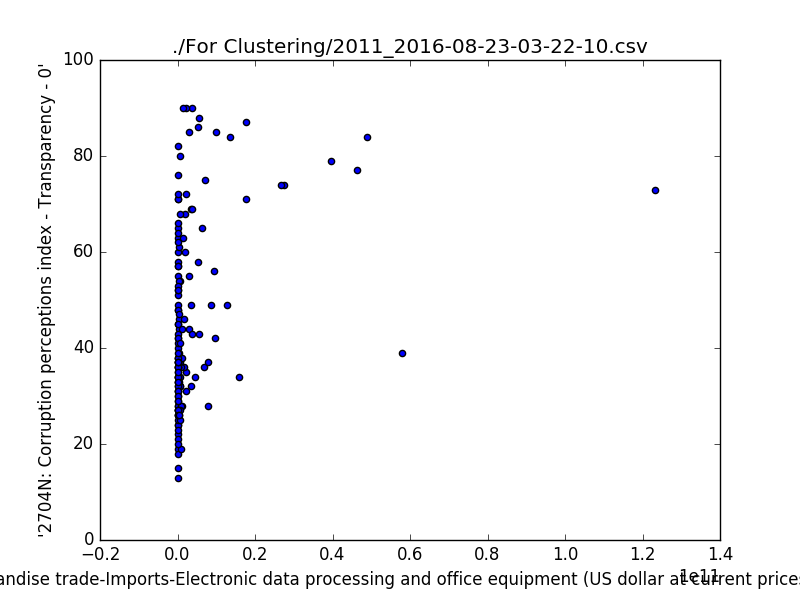 ./For Clustering/2011_2016-08-23-03-22-10.csv
'2704N: Corruption perceptions index - Transparency - 0'
100
80
60
40
20
0
−0.2 0.0 0.2 0.4 0.6 0.8 1.0 1.2 1.4
1e11
andise trade-Imports-Electronic data processing and office equipment (US dollar at current prices